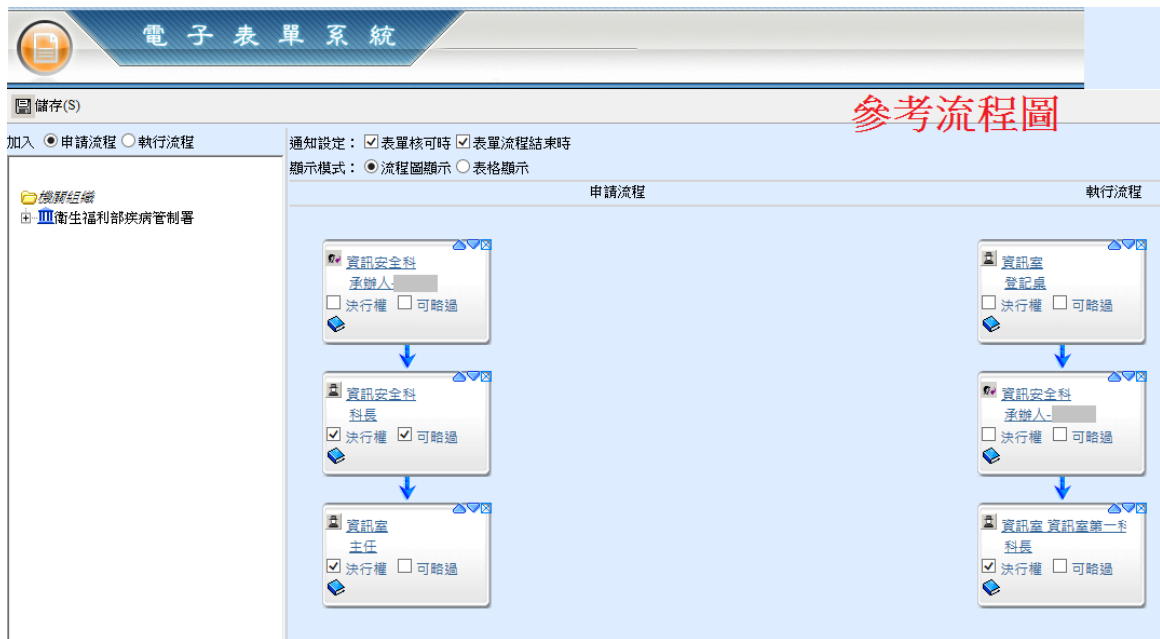 電子表單系統
儲存(S)
參考流程圖
加入 申請流程 執行流程
通知設定： 表單核可時 表單流程結束時
顯示模式： 流程圖顯示 表格顯示
機關組織
衛生福利部疾病管制署
申請流程
資訊安全科
承辦人-
決行權 可略過
資訊安全科
科長
決行權 可略過
資訊室
主任
決行權 可略過
執行流程
資訊室
登記桌
決行權 可略過
資訊安全科
承辦人-
決行權 可略過
資訊室 資訊室第一科
科長
決行權 可略過